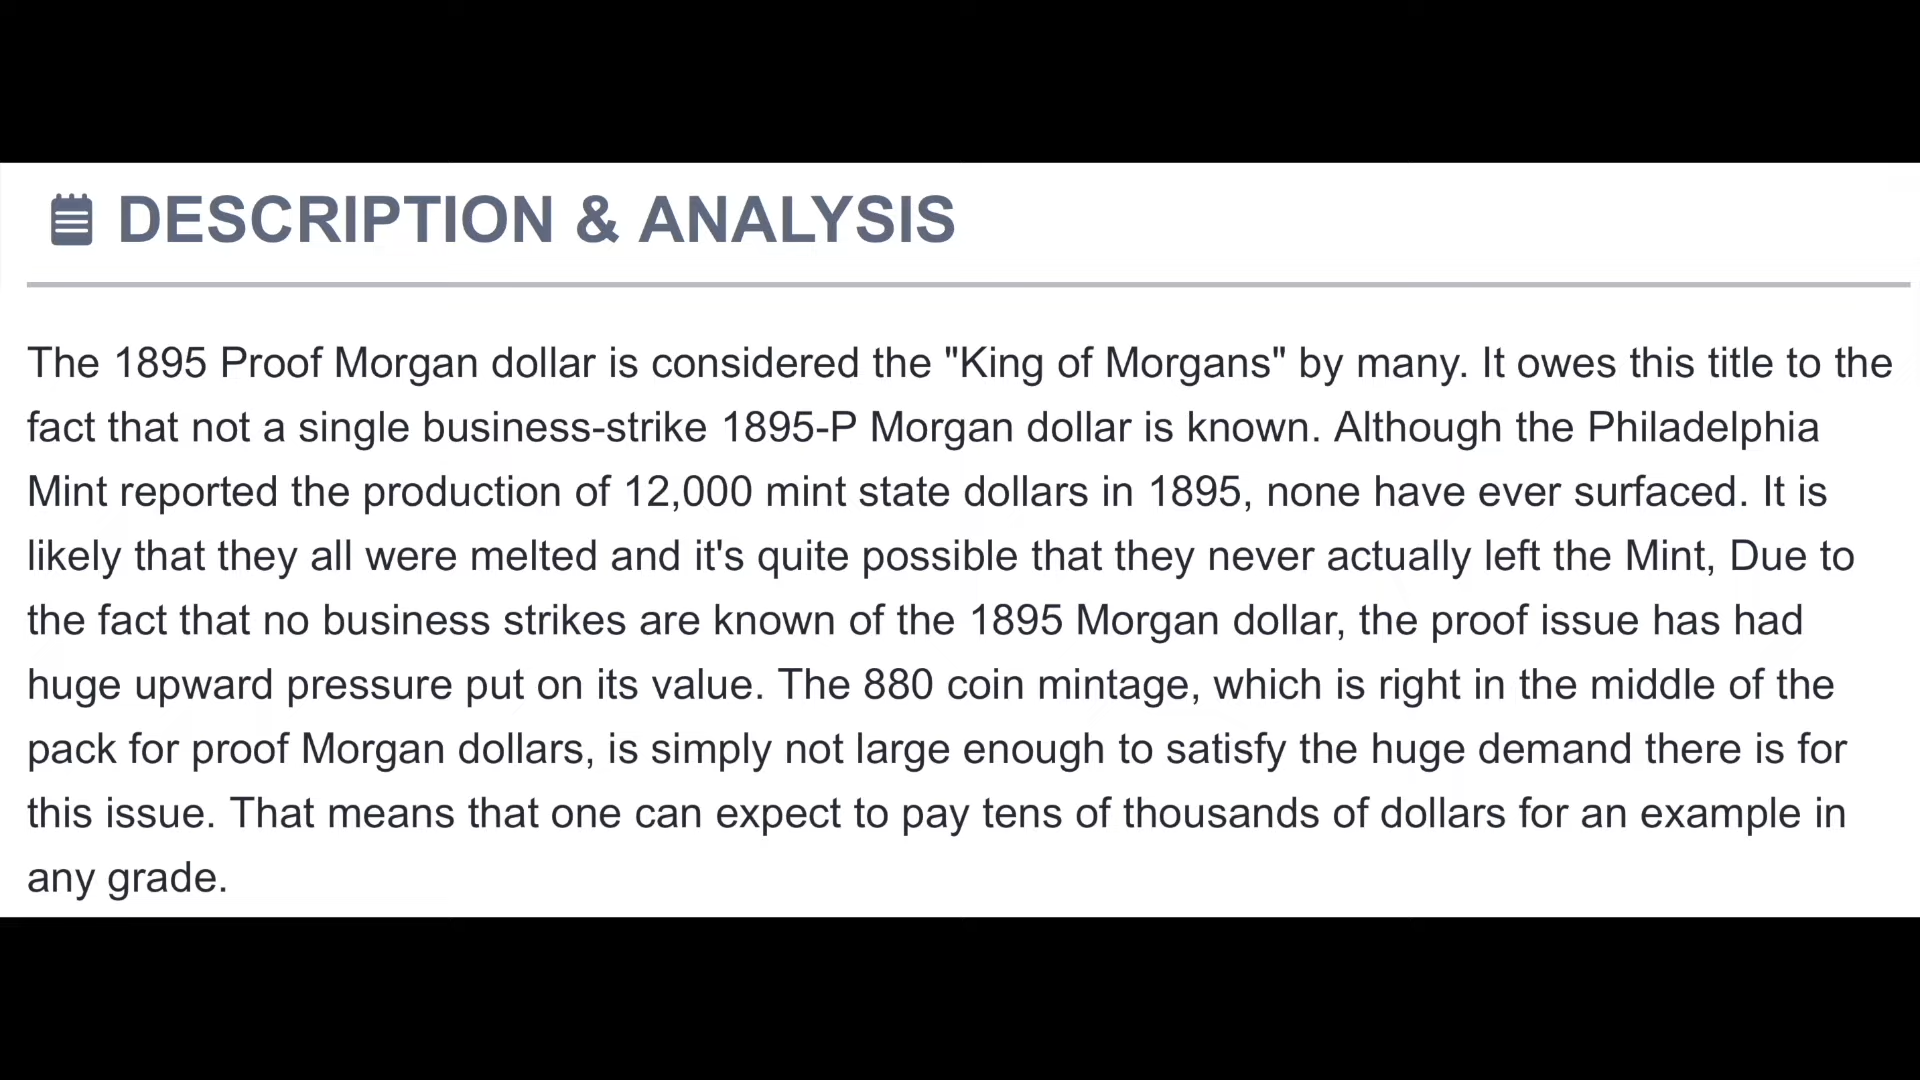 DESCRIPTION & ANALYSIS
The 1895 Proof Morgan dollar is considered the "King of Morgans" by many. It owes this title to the
fact that not a single business-strike 1895-P Morgan dollar is known. Although the Philadelphia
Mint reported the production of 12,000 mint state dollars in 1895, none have ever surfaced. It is
likely that they all were melted and it's quite possible that they never actually left the Mint, Due to
the fact that no business strikes are known of the 1895 Morgan dollar, the proof issue has had
huge upward pressure put on its value. The 880 coin mintage, which is right in the middle of the
pack for proof Morgan dollars, is simply not large enough to satisfy the huge demand there is for
this issue. That means that one can expect to pay tens of thousands of dollars for an example in
any grade.